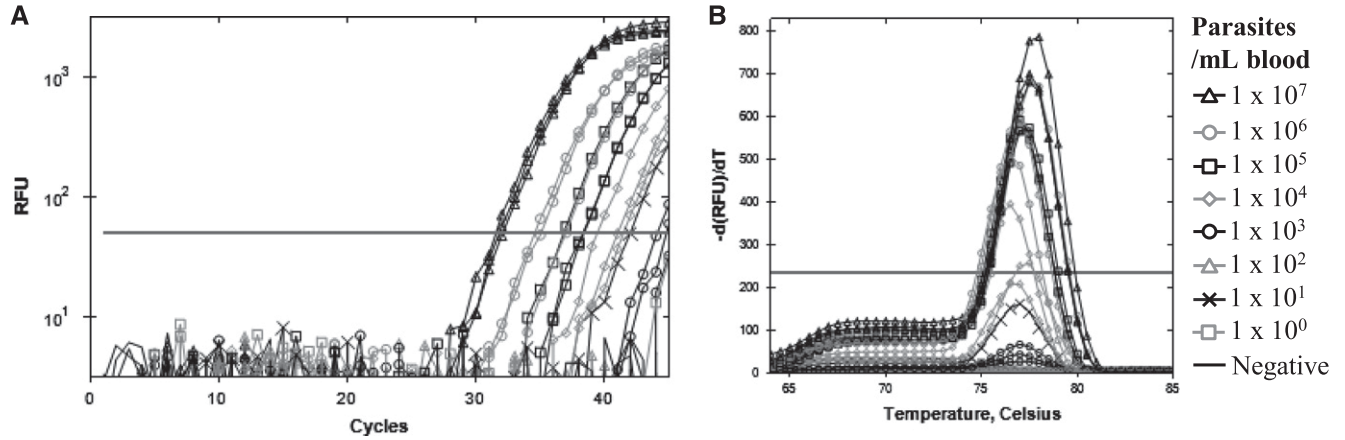 A
RFU
10³
10²
10¹
0
10
20
30
40
Cycles
B
-d(RFU)/dT
800
700
600
500
400
300
200
100
0
65
70
75
80
85
Temperature, Celsius
Parasites
/mL blood
1 x 10⁷
1 x 10⁶
1 x 10⁵
1 x 10⁴
1 x 10³
1 x 10²
1 x 10¹
1 x 10⁰
Negative